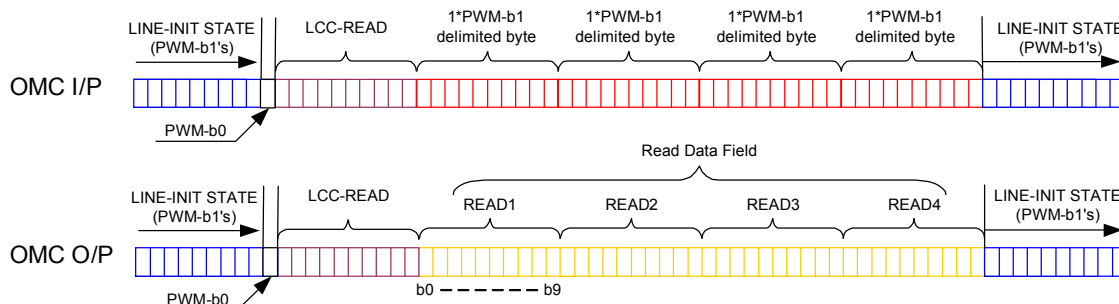 LINE-INIT STATE
(PWM-b1's)
LCC-READ
1*PWM-b1
delimited byte
1*PWM-b1
delimited byte
1*PWM-b1
delimited byte
1*PWM-b1
delimited byte
LINE-INIT STATE
(PWM-b1's)
OMC I/P
PWM-b0
Read Data Field
LINE-INIT STATE
(PWM-b1's)
LCC-READ
READ1
READ2
READ3
READ4
LINE-INIT STATE
(PWM-b1's)
OMC O/P
b0
b9
PWM-b0